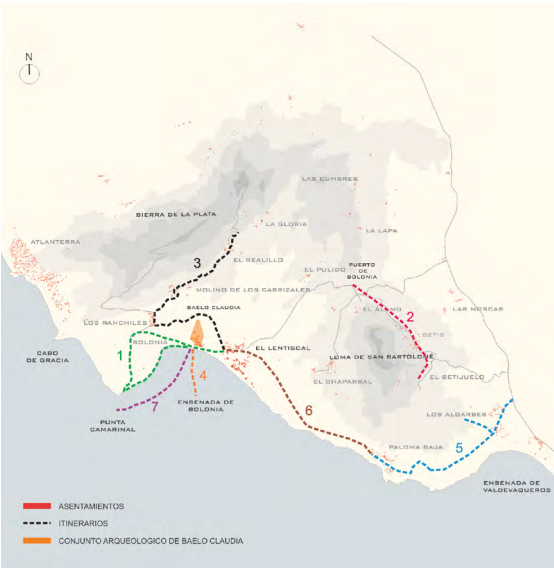 N
LAS CUMBRES
SIERRA DE LA PLATA
LA GLORIA
LA LAPA
ATLANTERRA
3
EL REALILLO
EL PULIDO
PUERTO
DE
BOLONIA
MOLINO DE LOS CABRIZALES
EL ALAMO
LAS MOSCAS
BAELO CLAUDIA
2
LOS RANCHILES
BETIS
BOLONIA
EL LENTISCAL
LOMA DE SAN BARTOLOMÉ
CABO
DE GRACIA
1
4
EL CHAPARRAL
EL BETIJUELO
7
ENSENADA DE
BOLONIA
6
LOS ALGARBES
PUNTA
CAMARINAL
PALOMA BAJA
5
ENSENADA DE
VALDEVAQUEROS
ASENTAMIENTOS
ITINERARIOS
CONJUNTO ARQUEOLOGICO DE BAELO CLAUDIA